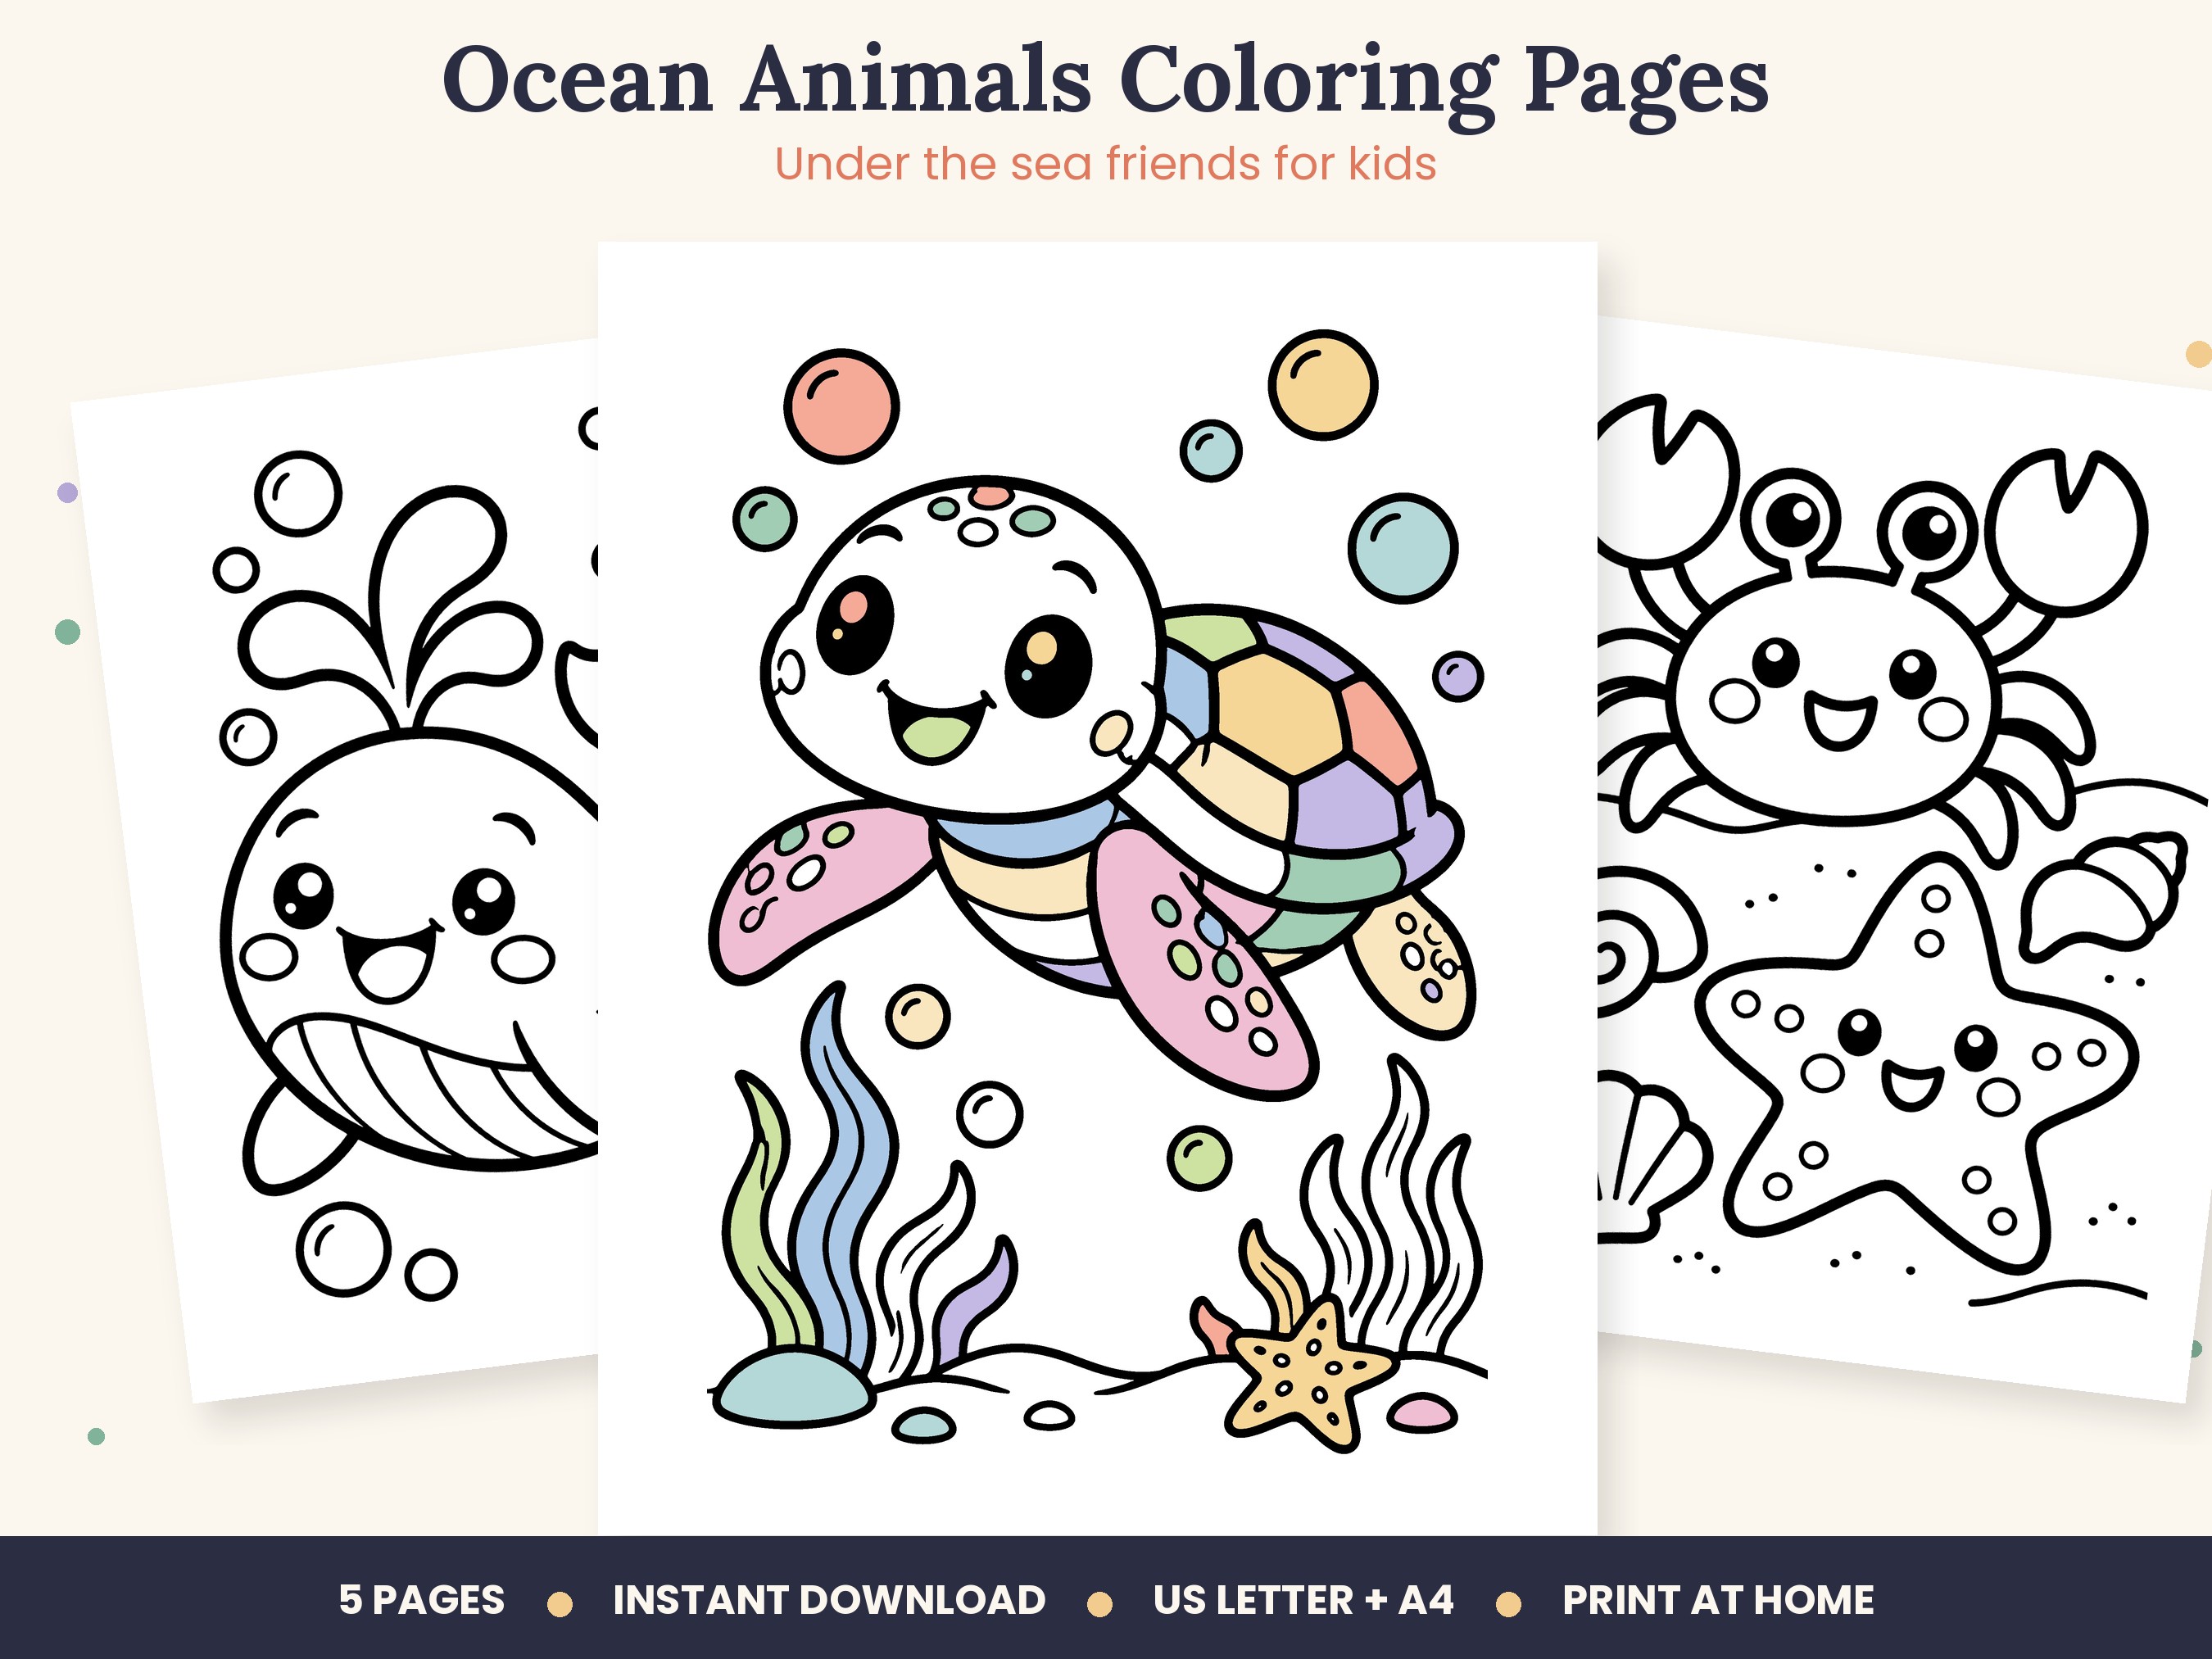 Ocean Animals Coloring Pages
Under the sea friends for kids
5 PAGES ● INSTANT DOWNLOAD ● US LETTER + A4 ● PRINT AT HOME